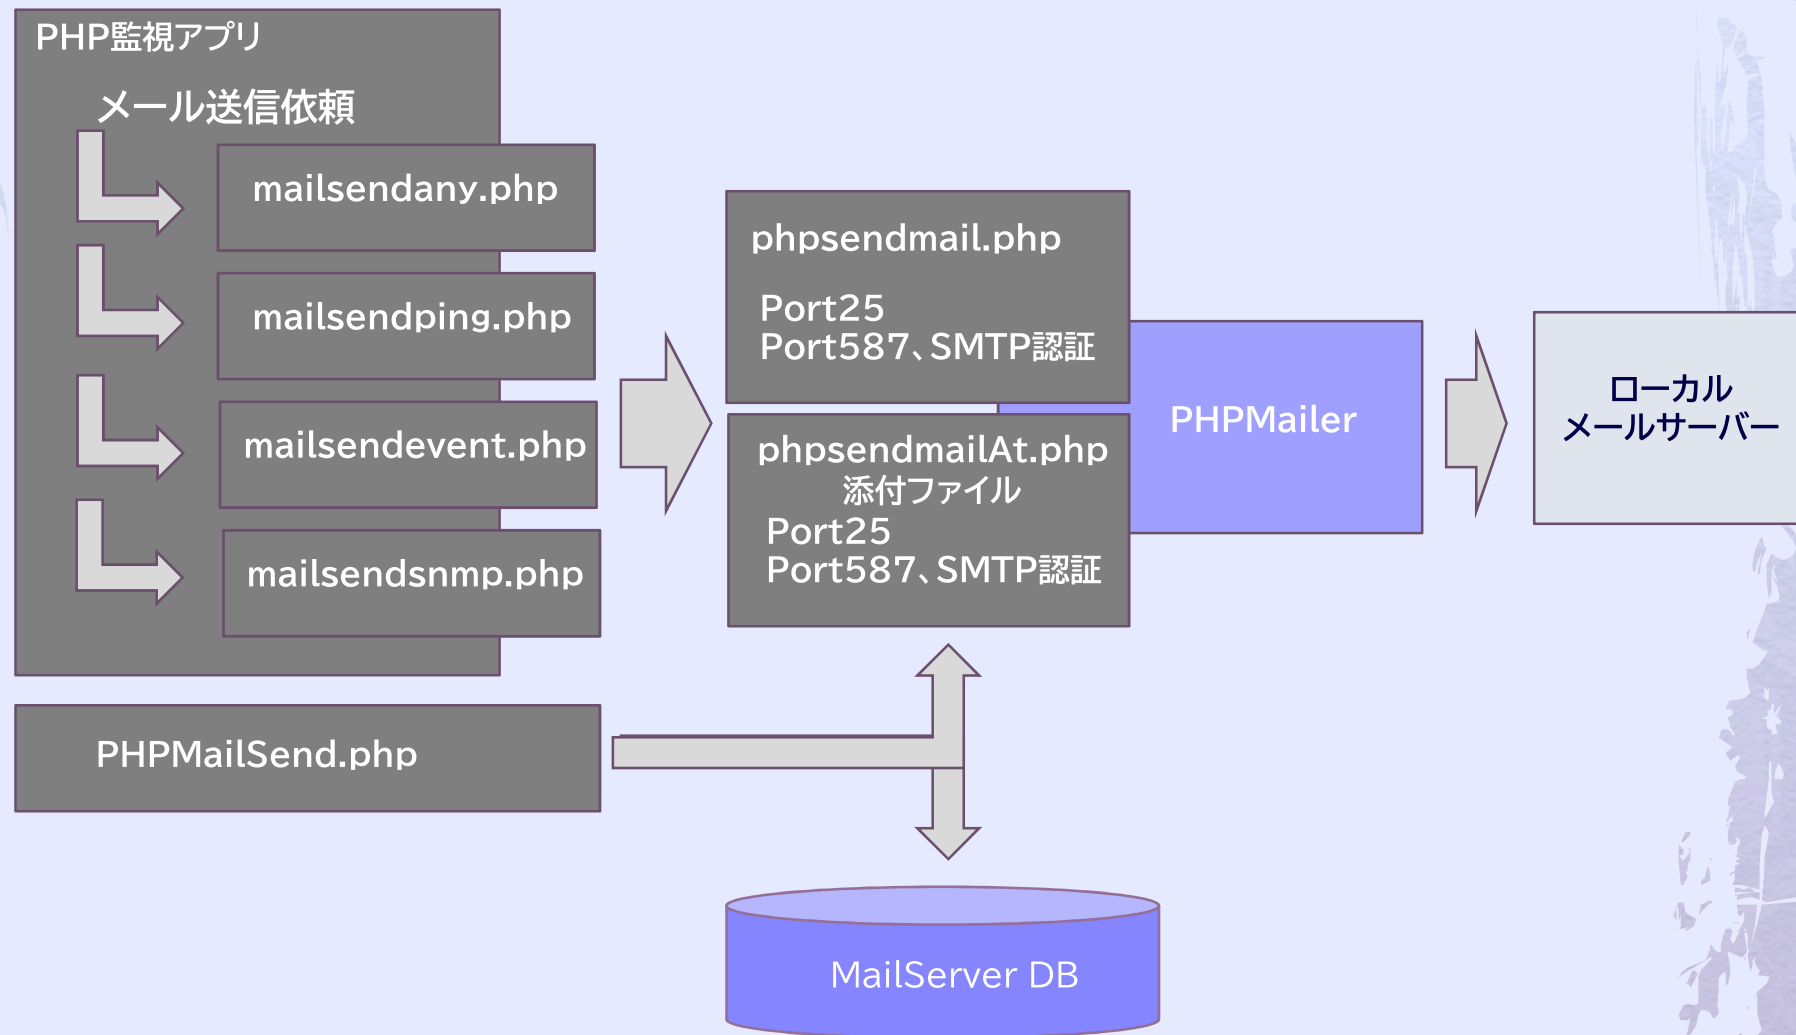 PHP監視アプリ
メール送信依頼
mailsendany.php
mailsendping.php
mailsendevent.php
mailsendsnmp.php
phpsendmail.php
Port25
Port587、SMTP認証
phpsendmailAt.php
添付ファイル
Port25
Port587、SMTP認証
PHPMailer
ローカル
メールサーバー
PHPMailSend.php
MailServer DB